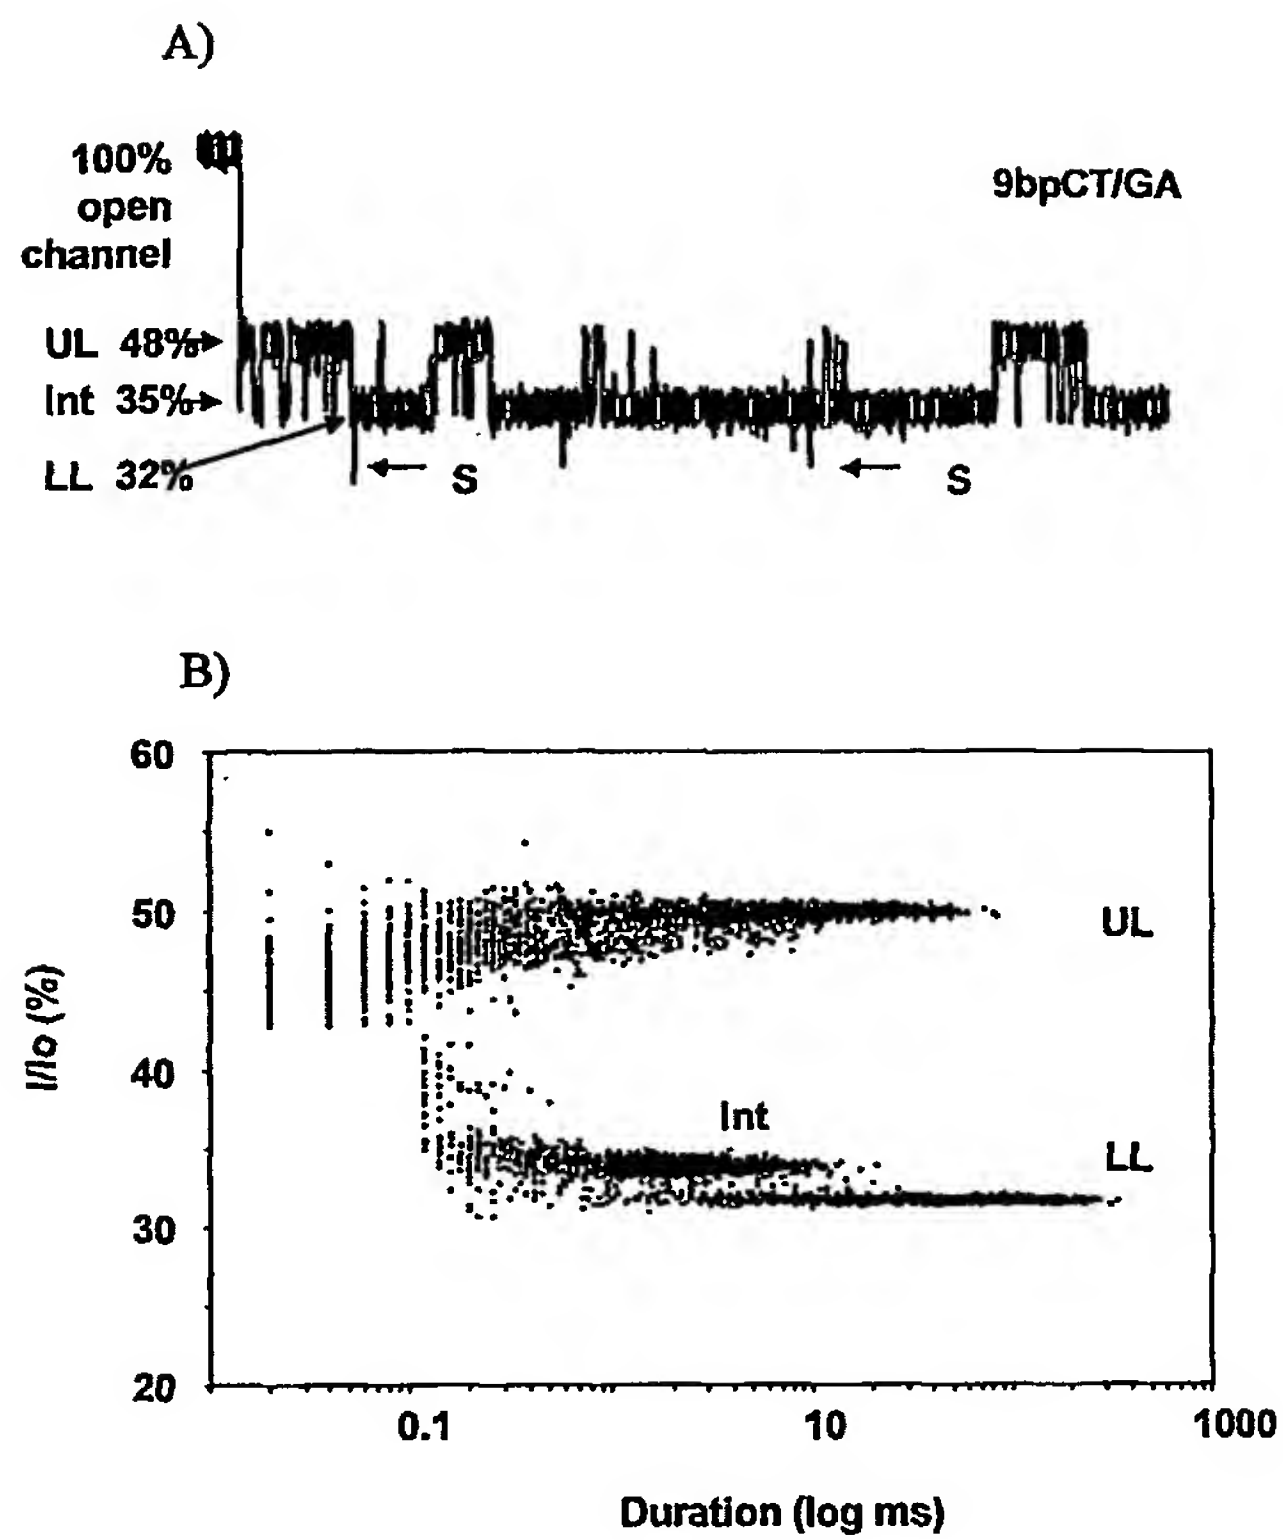 A)
100%
open
channel
9bpCT/GA
UL 48%
Int 35%
LL 32%
S
S
B)
60
50
40
30
20
I/Io (%)
UL
Int
LL
0.1
10
1000
Duration (log ms)